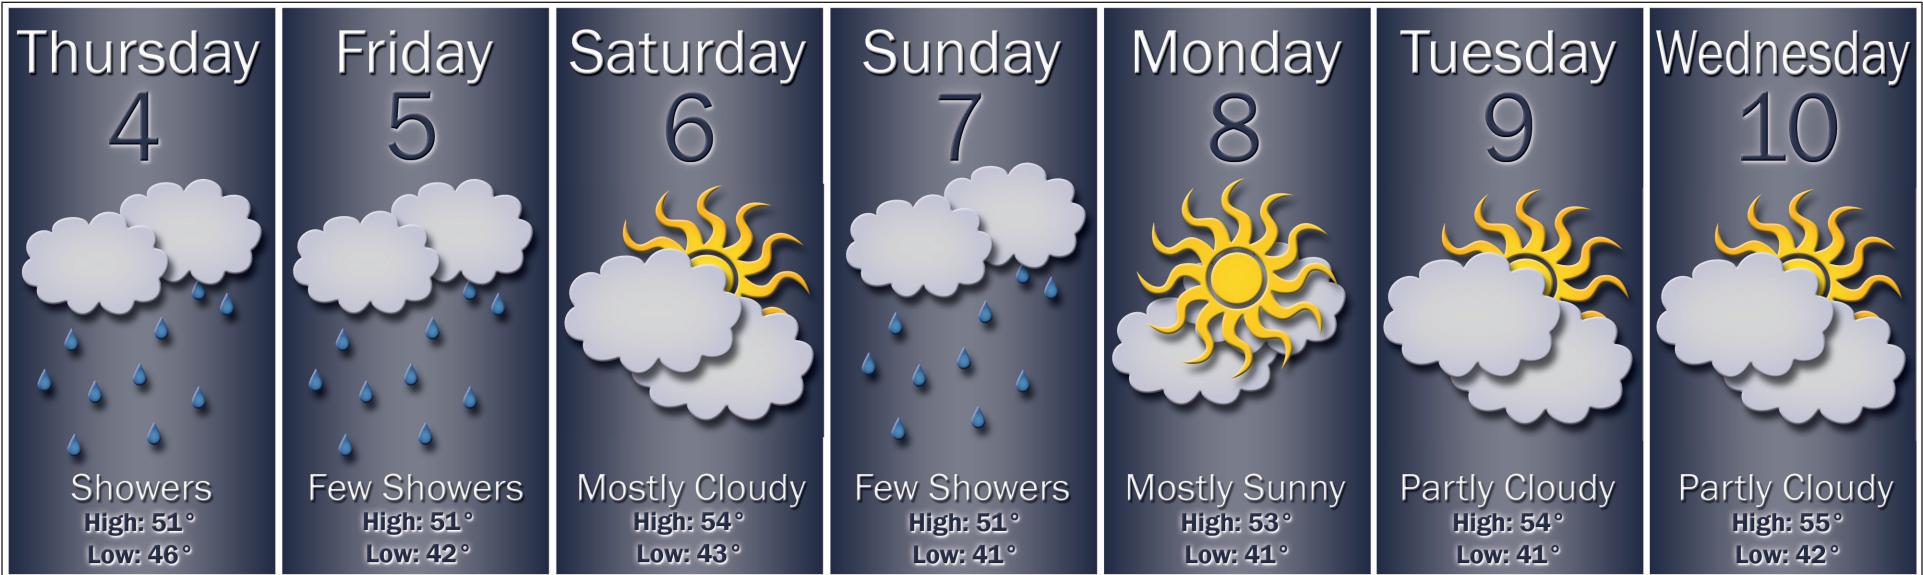 Thursday
4
Showers
High: 51°
Low: 46°
Friday
5
Few Showers
High: 51°
Low: 42°
Saturday
6
Mostly Cloudy
High: 54°
Low: 43°
Sunday
7
Few Showers
High: 51°
Low: 41°
Monday
8
Mostly Sunny
High: 53°
Low: 41°
Tuesday
9
Partly Cloudy
High: 54°
Low: 41°
Wednesday
10
Partly Cloudy
High: 55°
Low: 42°